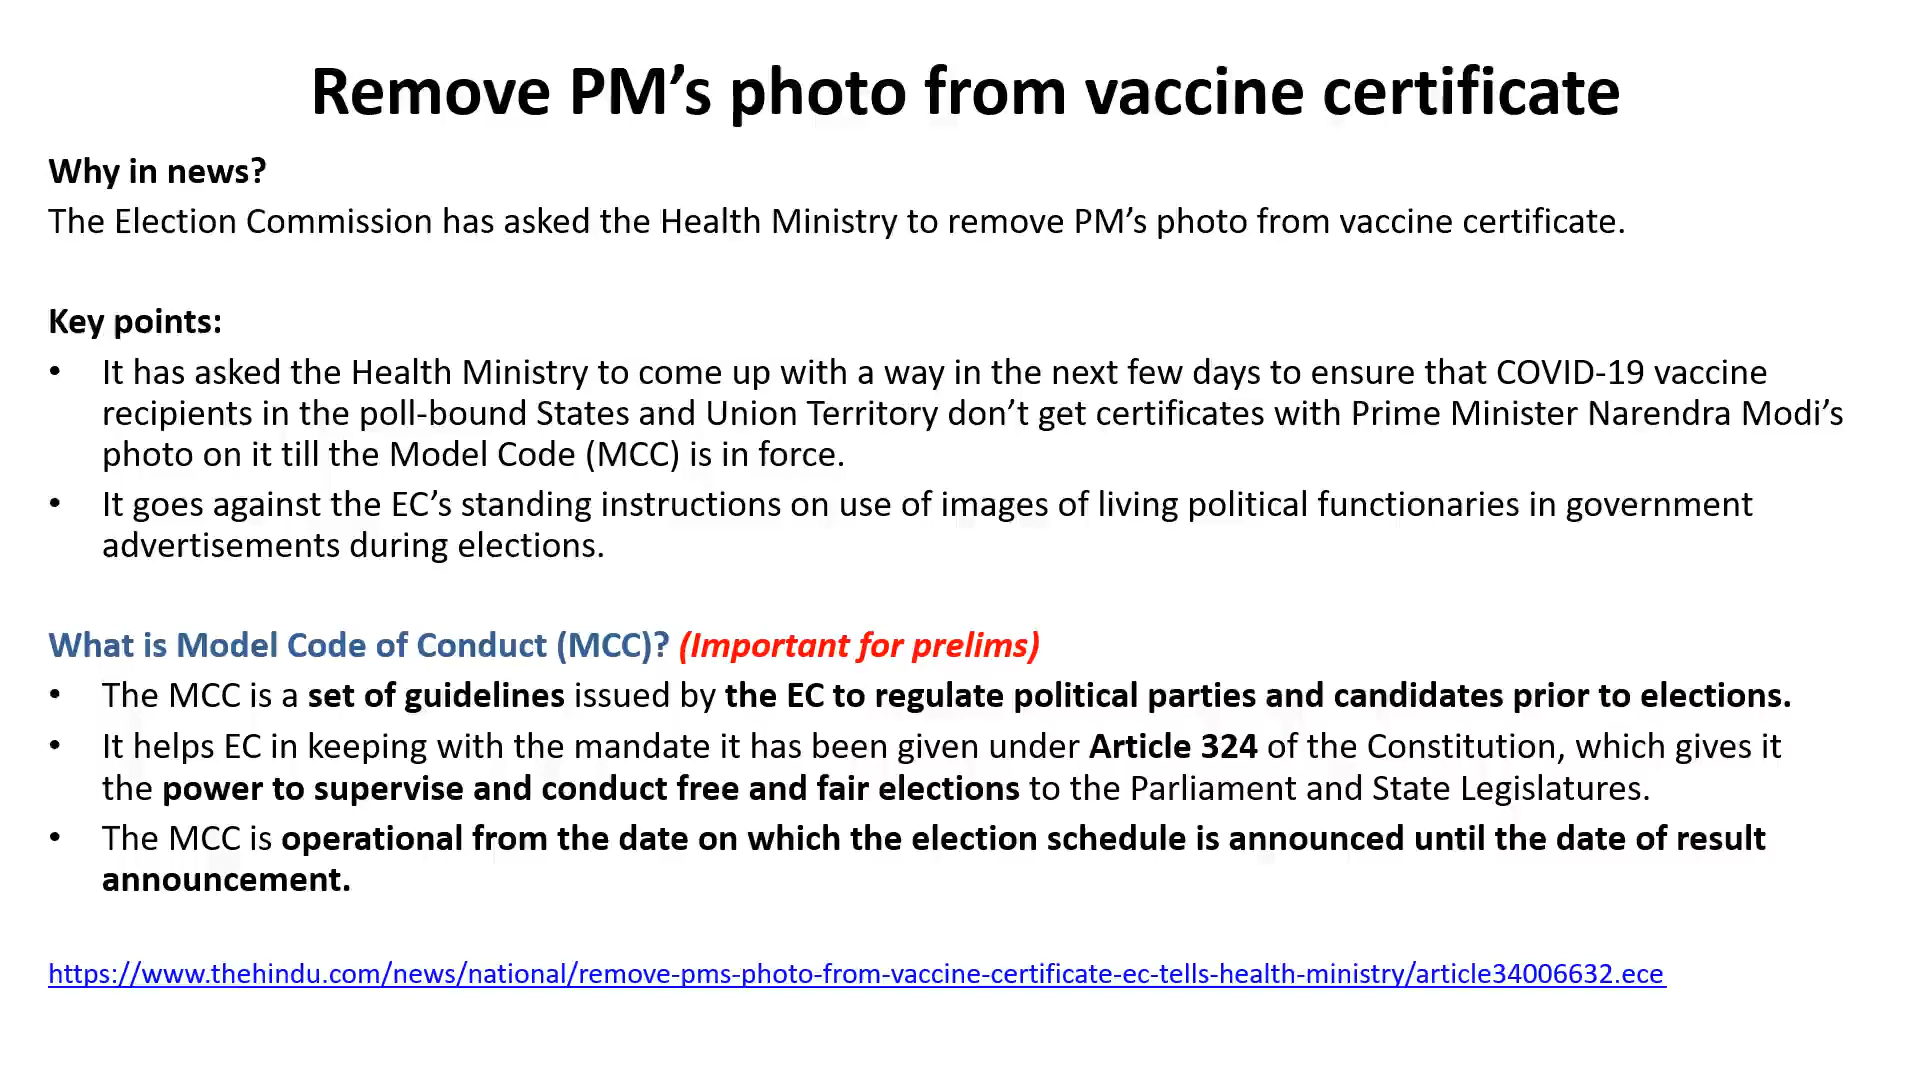 Remove PM’s photo from vaccine certificate
Why in news?
The Election Commission has asked the Health Ministry to remove PM’s photo from vaccine certificate.
Key points:
• It has asked the Health Ministry to come up with a way in the next few days to ensure that COVID-19 vaccine
recipients in the poll-bound States and Union Territory don’t get certificates with Prime Minister Narendra Modi’s
photo on it till the Model Code (MCC) is in force.
• It goes against the EC’s standing instructions on use of images of living political functionaries in government
advertisements during elections.
What is Model Code of Conduct (MCC)? (Important for prelims)
• The MCC is a set of guidelines issued by the EC to regulate political parties and candidates prior to elections.
• It helps EC in keeping with the mandate it has been given under Article 324 of the Constitution, which gives it
the power to supervise and conduct free and fair elections to the Parliament and State Legislatures.
• The MCC is operational from the date on which the election schedule is announced until the date of result
announcement.
https://www.thehindu.com/news/national/remove-pms-photo-from-vaccine-certificate-ec-tells-health-ministry/article34006632.ece